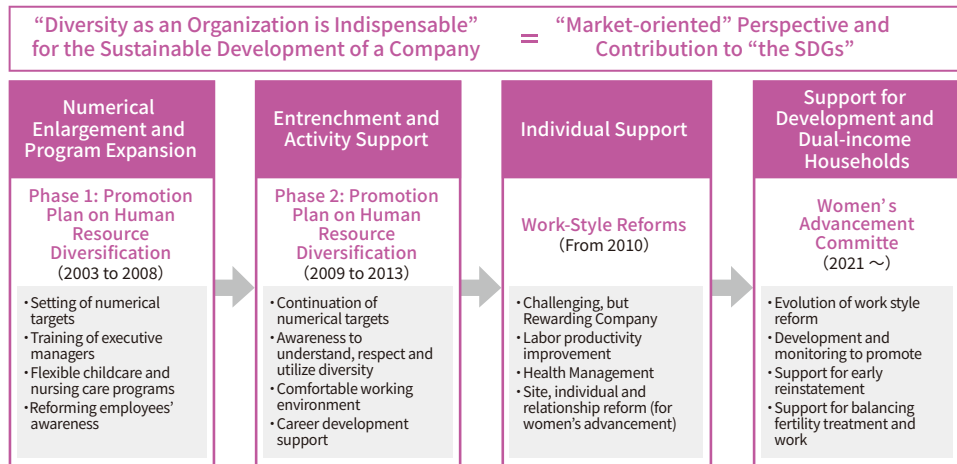 “Diversity as an Organization is Indispensable”
for the Sustainable Development of a Company
=
“Market-oriented” Perspective and
Contribution to “the SDGs”
Numerical
Enlargement and
Program Expansion
Phase 1: Promotion
Plan on Human
Resource
Diversification
(2003 to 2008)
・Setting of numerical
targets
・Training of executive
managers
・Flexible childcare and
nursing care programs
・Reforming employees’
awareness
Entrenchment and
Activity Support
Phase 2: Promotion
Plan on Human
Resource
Diversification
(2009 to 2013)
・Continuation of
numerical targets
・Awareness to
understand, respect and
utilize diversity
・Comfortable working
environment
・Career development
support
Individual Support
Work-Style Reforms
(From 2010)
・Challenging, but
Rewarding Company
・Labor productivity
improvement
・Health Management
・Site, individual and
relationship reform (for
women’s advancement)
Support for
Development and
Dual-income
Households
Women’s
Advancement
Committe
(2021 ～)
・Evolution of work style
reform
・Development and
monitoring to promote
・Support for early
reinstatement
・Support for balancing
fertility treatment and
work